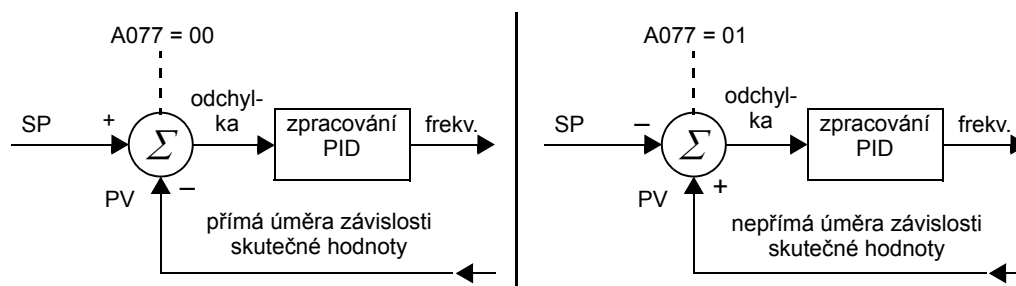 A077 = 00
SP
+
Σ
–
PV
odchyl-
ka
zpracování
PID
frekv.
přímá úměra závislosti
skutečné hodnoty
A077 = 01
SP
–
Σ
+
PV
odchyl-
ka
zpracování
PID
frekv.
nepřímá úměra závislosti
skutečné hodnoty